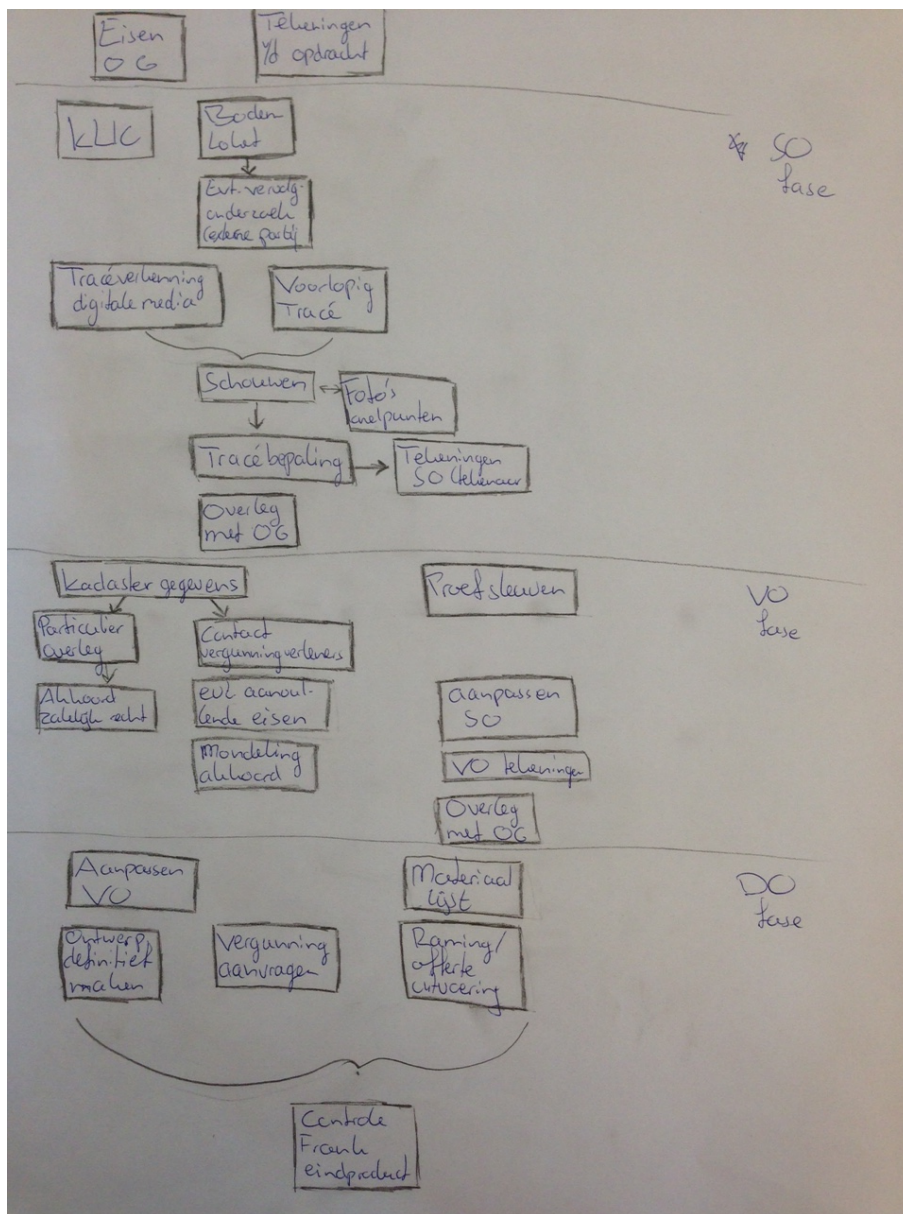 Eisen
OG
Tekeningen
v/d opdracht
KLIC
Bodem
Loket
SO
fase
Evt. vervolg-
onderzoek
(externe partij
Tracéverkenning
digitale media
Voorlopig
Tracé
Schouwen
Foto's
knelpunten
Tracébepaling
Tekeningen
SO (tekenaar
Overleg
met OG
Kadaster gegevens
Proefsleuven
VO
fase
Particulier
overleg
Contact
vergunningverleners
Akkoord
zakelijk recht
evt aanvul-
lende eisen
aanpassen
SO
Mondeling
akkoord
VO tekeningen
Overleg
met OG
Aanpassen
VO
Materiaal
lijst
DO
fase
Ontwerp
definitief
maken
Vergunning
aanvragen
Raming/
offerte
uitvoering
Controle
Frank
eindproduct